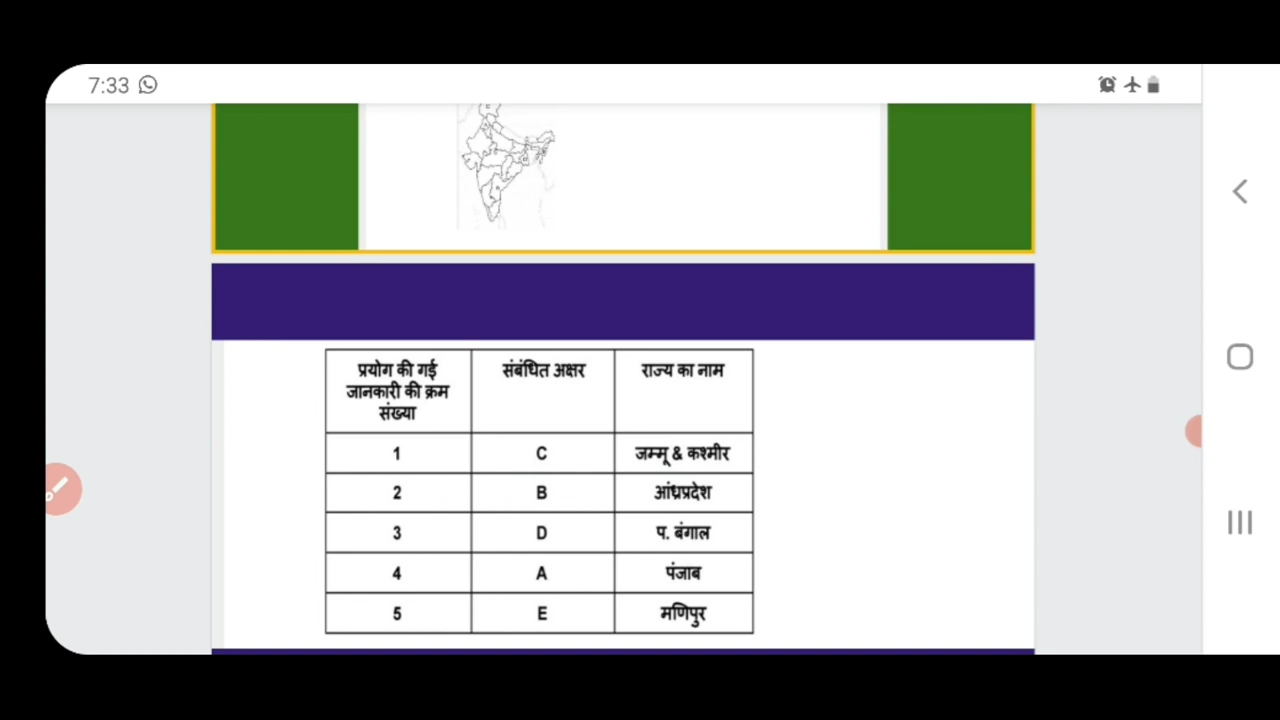 7:33
प्रयोग की गई
जानकारी की क्रम
संख्या
संबंधित अक्षर
राज्य का नाम
1 C जम्मू & कश्मीर
2 B आंध्रप्रदेश
3 D प. बंगाल
4 A पंजाब
5 E मणिपुर